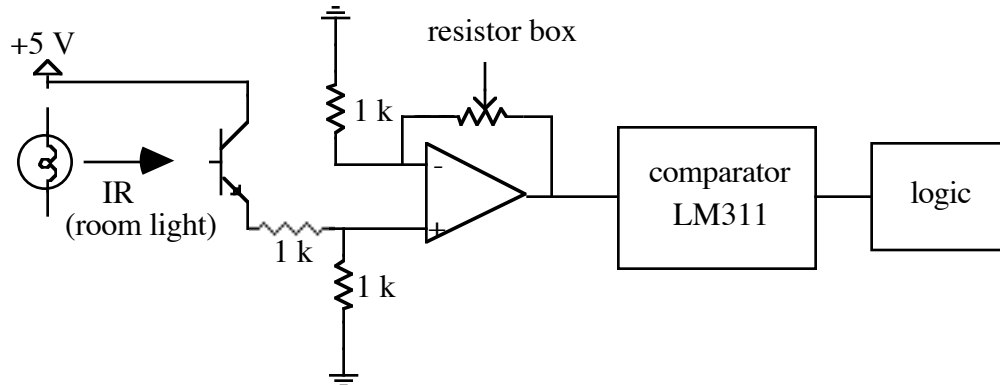 resistor box
+5 V
1 k
-
IR
(room light)
+
1 k
1 k
comparator
LM311
logic